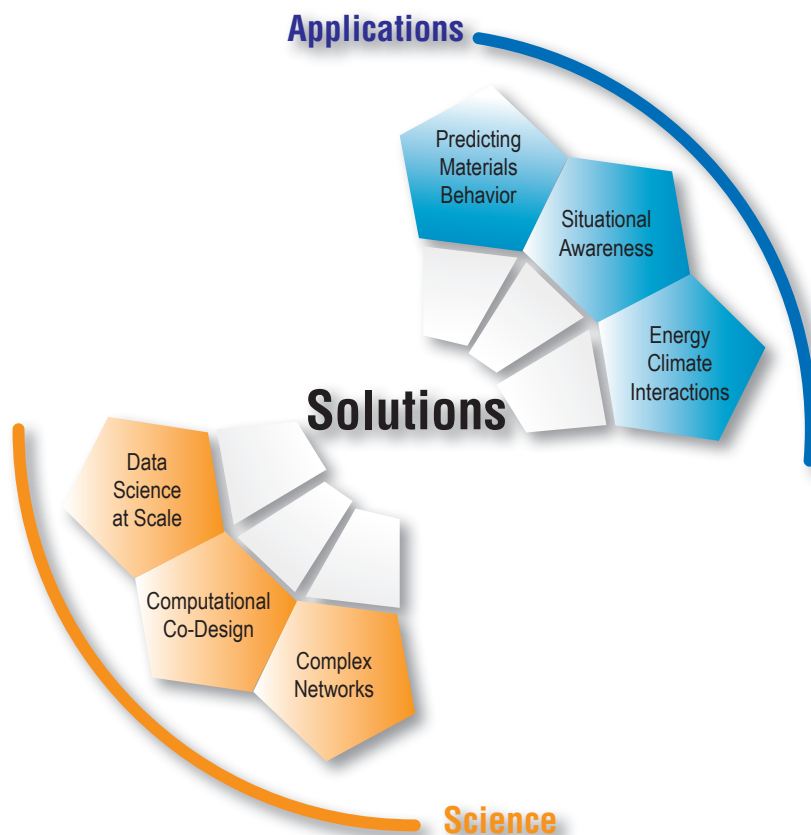 Applications
Predicting
Materials
Behavior
Situational
Awareness
Energy
Climate
Interactions
Solutions
Data
Science
at Scale
Computational
Co-Design
Complex
Networks
Science